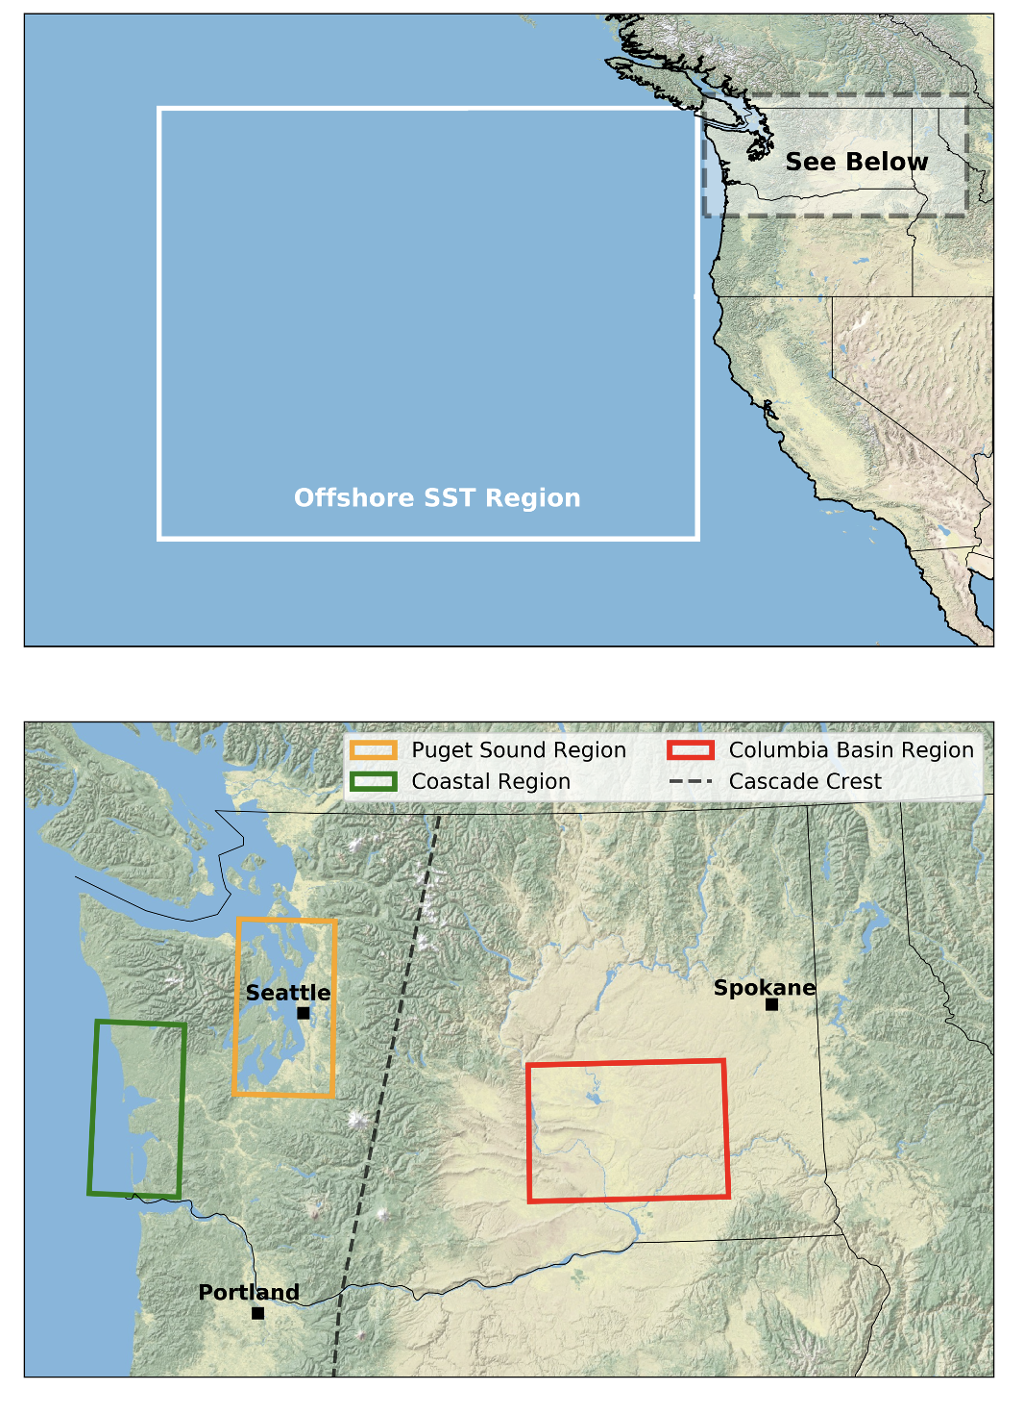 See Below
Offshore SST Region
Puget Sound Region
Columbia Basin Region
Coastal Region
Cascade Crest
Seattle
Spokane
Portland